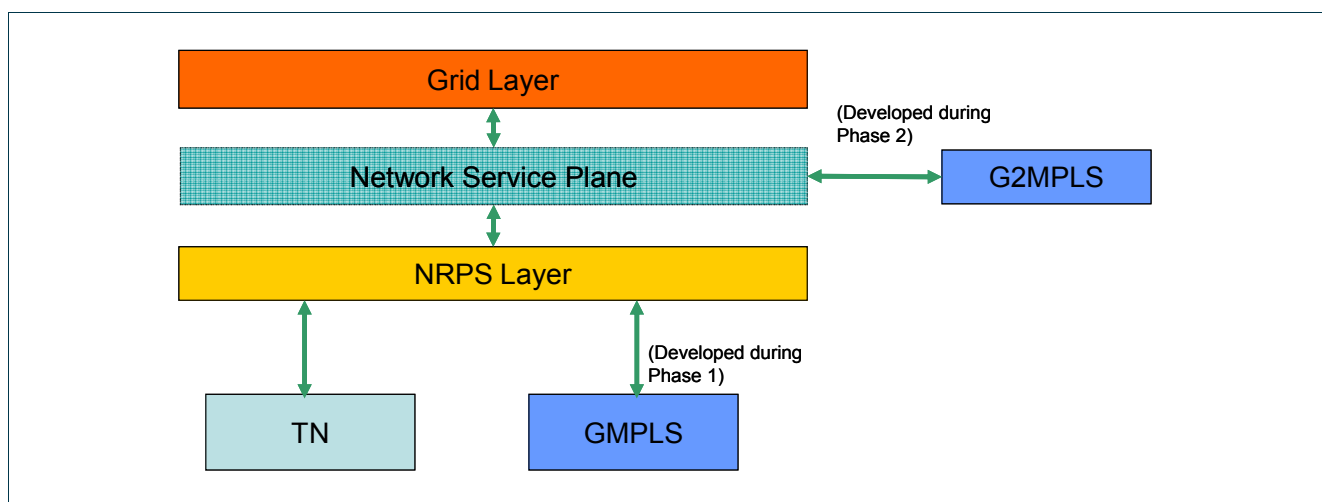 Grid Layer
(Developed during
Phase 2)
Network Service Plane
G2MPLS
NRPS Layer
(Developed during
Phase 1)
TN
GMPLS